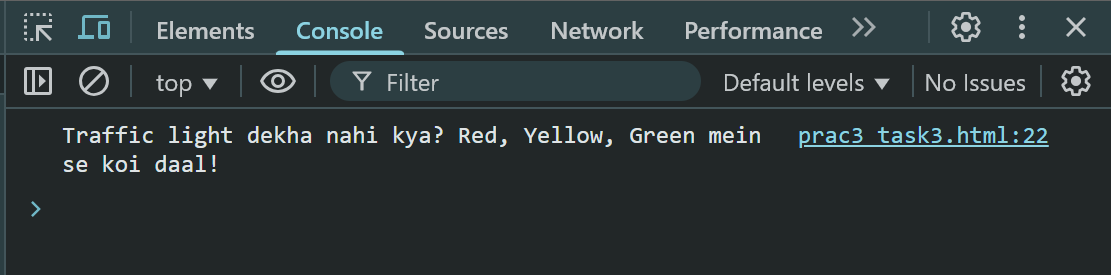 Elements Console Sources Network Performance
top Filter Default levels No Issues
Traffic light dekha nahi kya? Red, Yellow, Green mein prac3 task3.html:22
se koi daal!